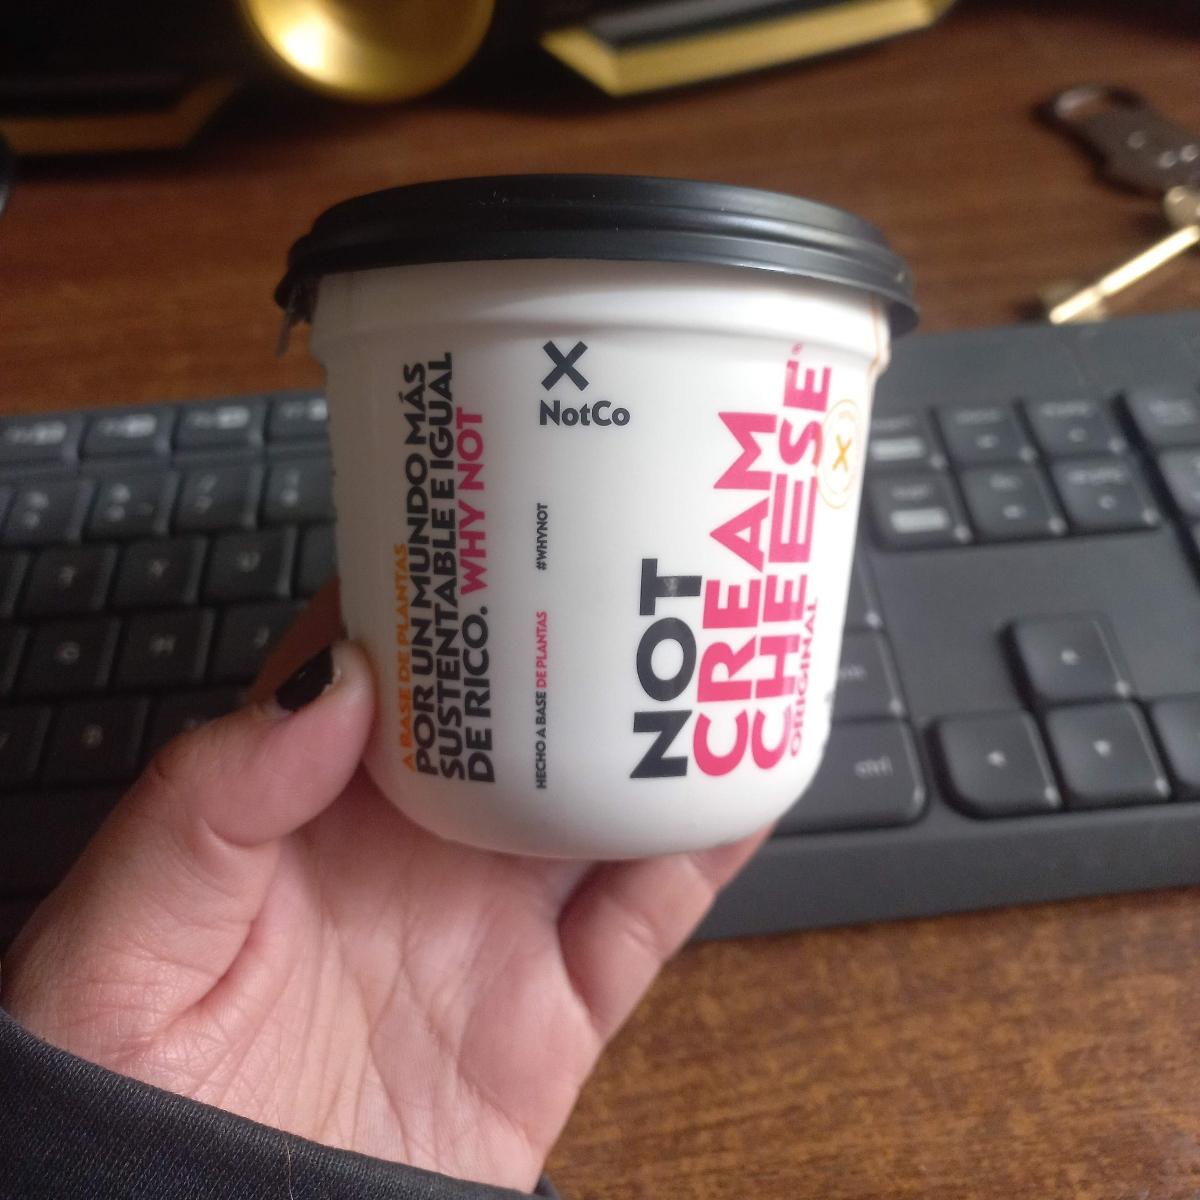 A BASE DE PLANTAS
POR UN MUNDO MÁS
SUSTENTABLE E IGUAL
DE RICO. WHY NOT
NotCo
HECHO A BASE DE PLANTAS
#WHYNOT
NOT
CREAM
CHEESE®
ORIGINAL
ctrl